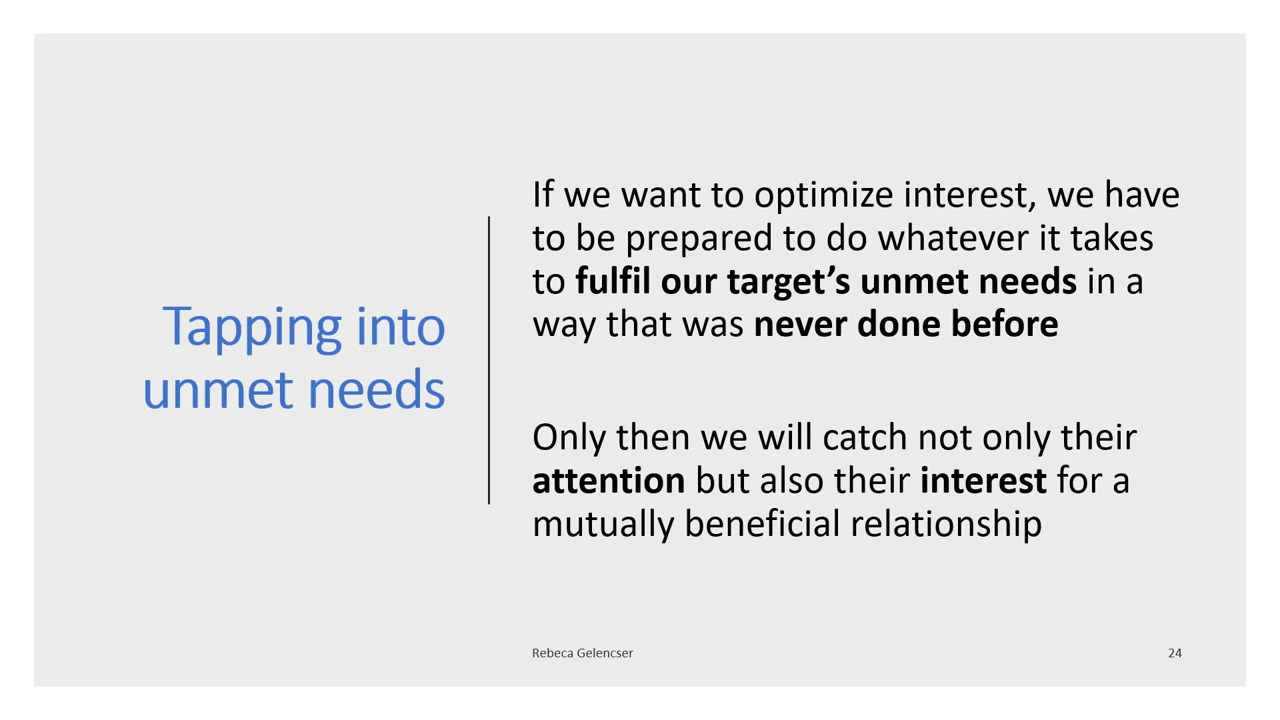 Tapping into
unmet needs
If we want to optimize interest, we have
to be prepared to do whatever it takes
to fulfil our target’s unmet needs in a
way that was never done before
Only then we will catch not only their
attention but also their interest for a
mutually beneficial relationship
Rebeca Gelencser
24